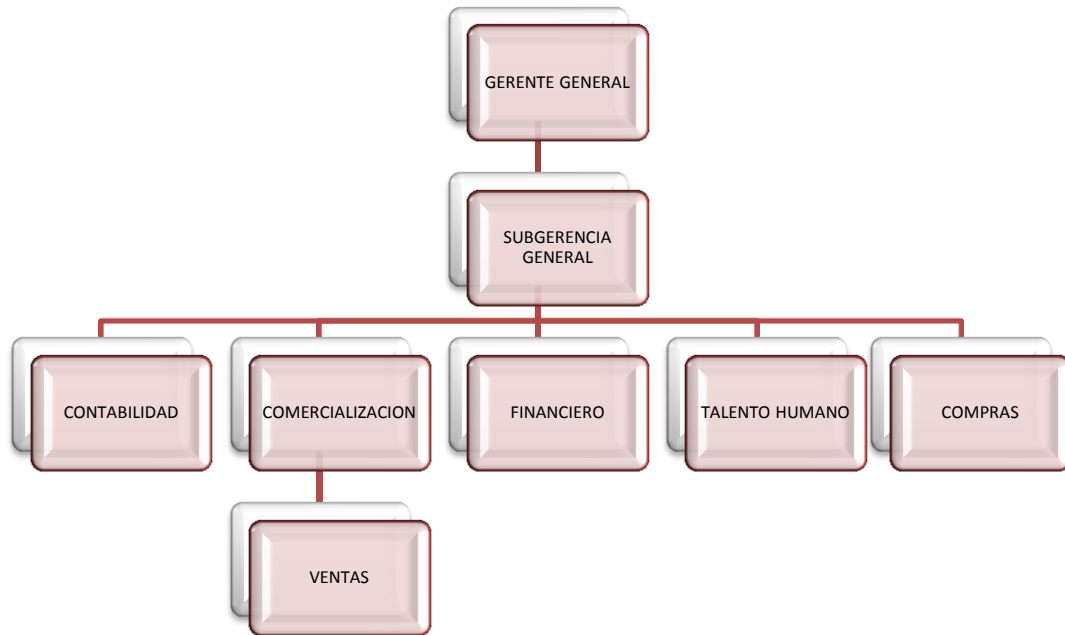 GERENTE GENERAL
SUBGERENCIA
GENERAL
CONTABILIDAD
COMERCIALIZACION
FINANCIERO
TALENTO HUMANO
COMPRAS
VENTAS